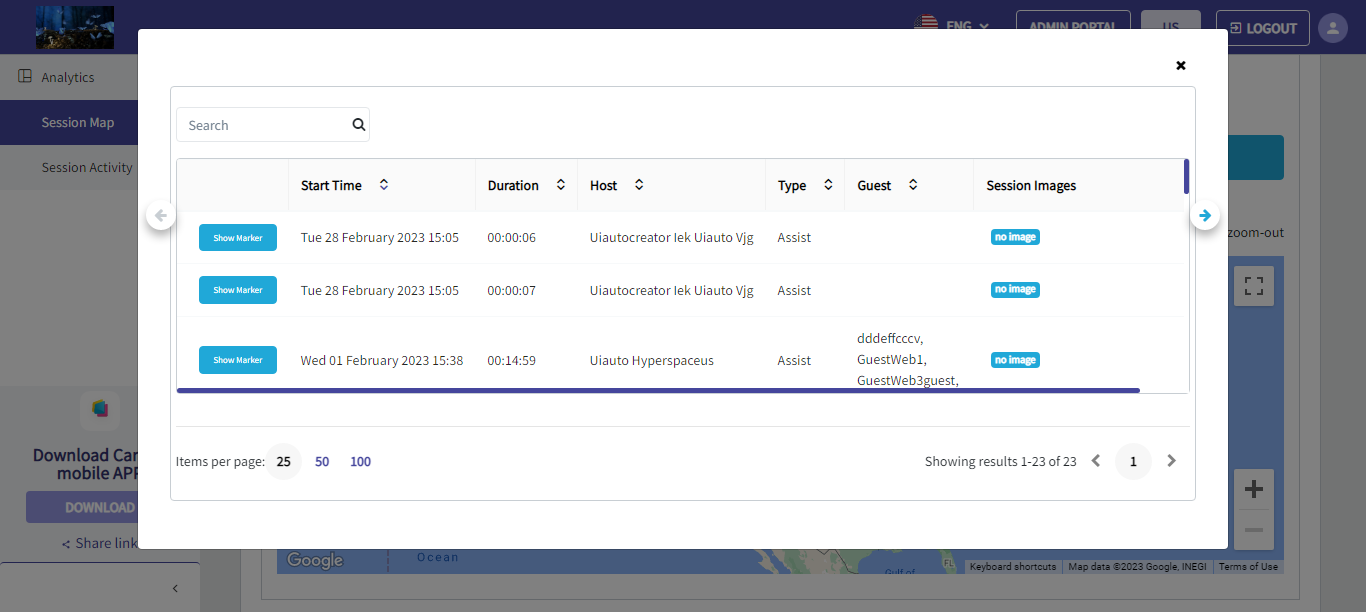 ENG
ADMIN PORTAL
US
LOGOUT
Analytics
Session Map
Session Activity
Search
Start Time
Duration
Host
Type
Guest
Session Images
Show Marker
Tue 28 February 2023 15:05
00:00:06
Uiautocreator Iek Uiauto Vjg
Assist
no image
Show Marker
Tue 28 February 2023 15:05
00:00:07
Uiautocreator Iek Uiauto Vjg
Assist
no image
Show Marker
Wed 01 February 2023 15:38
00:14:59
Uiauto Hyperspaceus
Assist
dddeffcccv,
GuestWeb1,
GuestWeb3guest,
no image
Items per page: 25 50 100
Showing results 1-23 of 23
1
zoom-out
Download Car
mobile APP
DOWNLOAD
Share link
Google
Ocean
Gulf of
FL
Keyboard shortcuts
Map data ©2023 Google, INEGI
Terms of Use